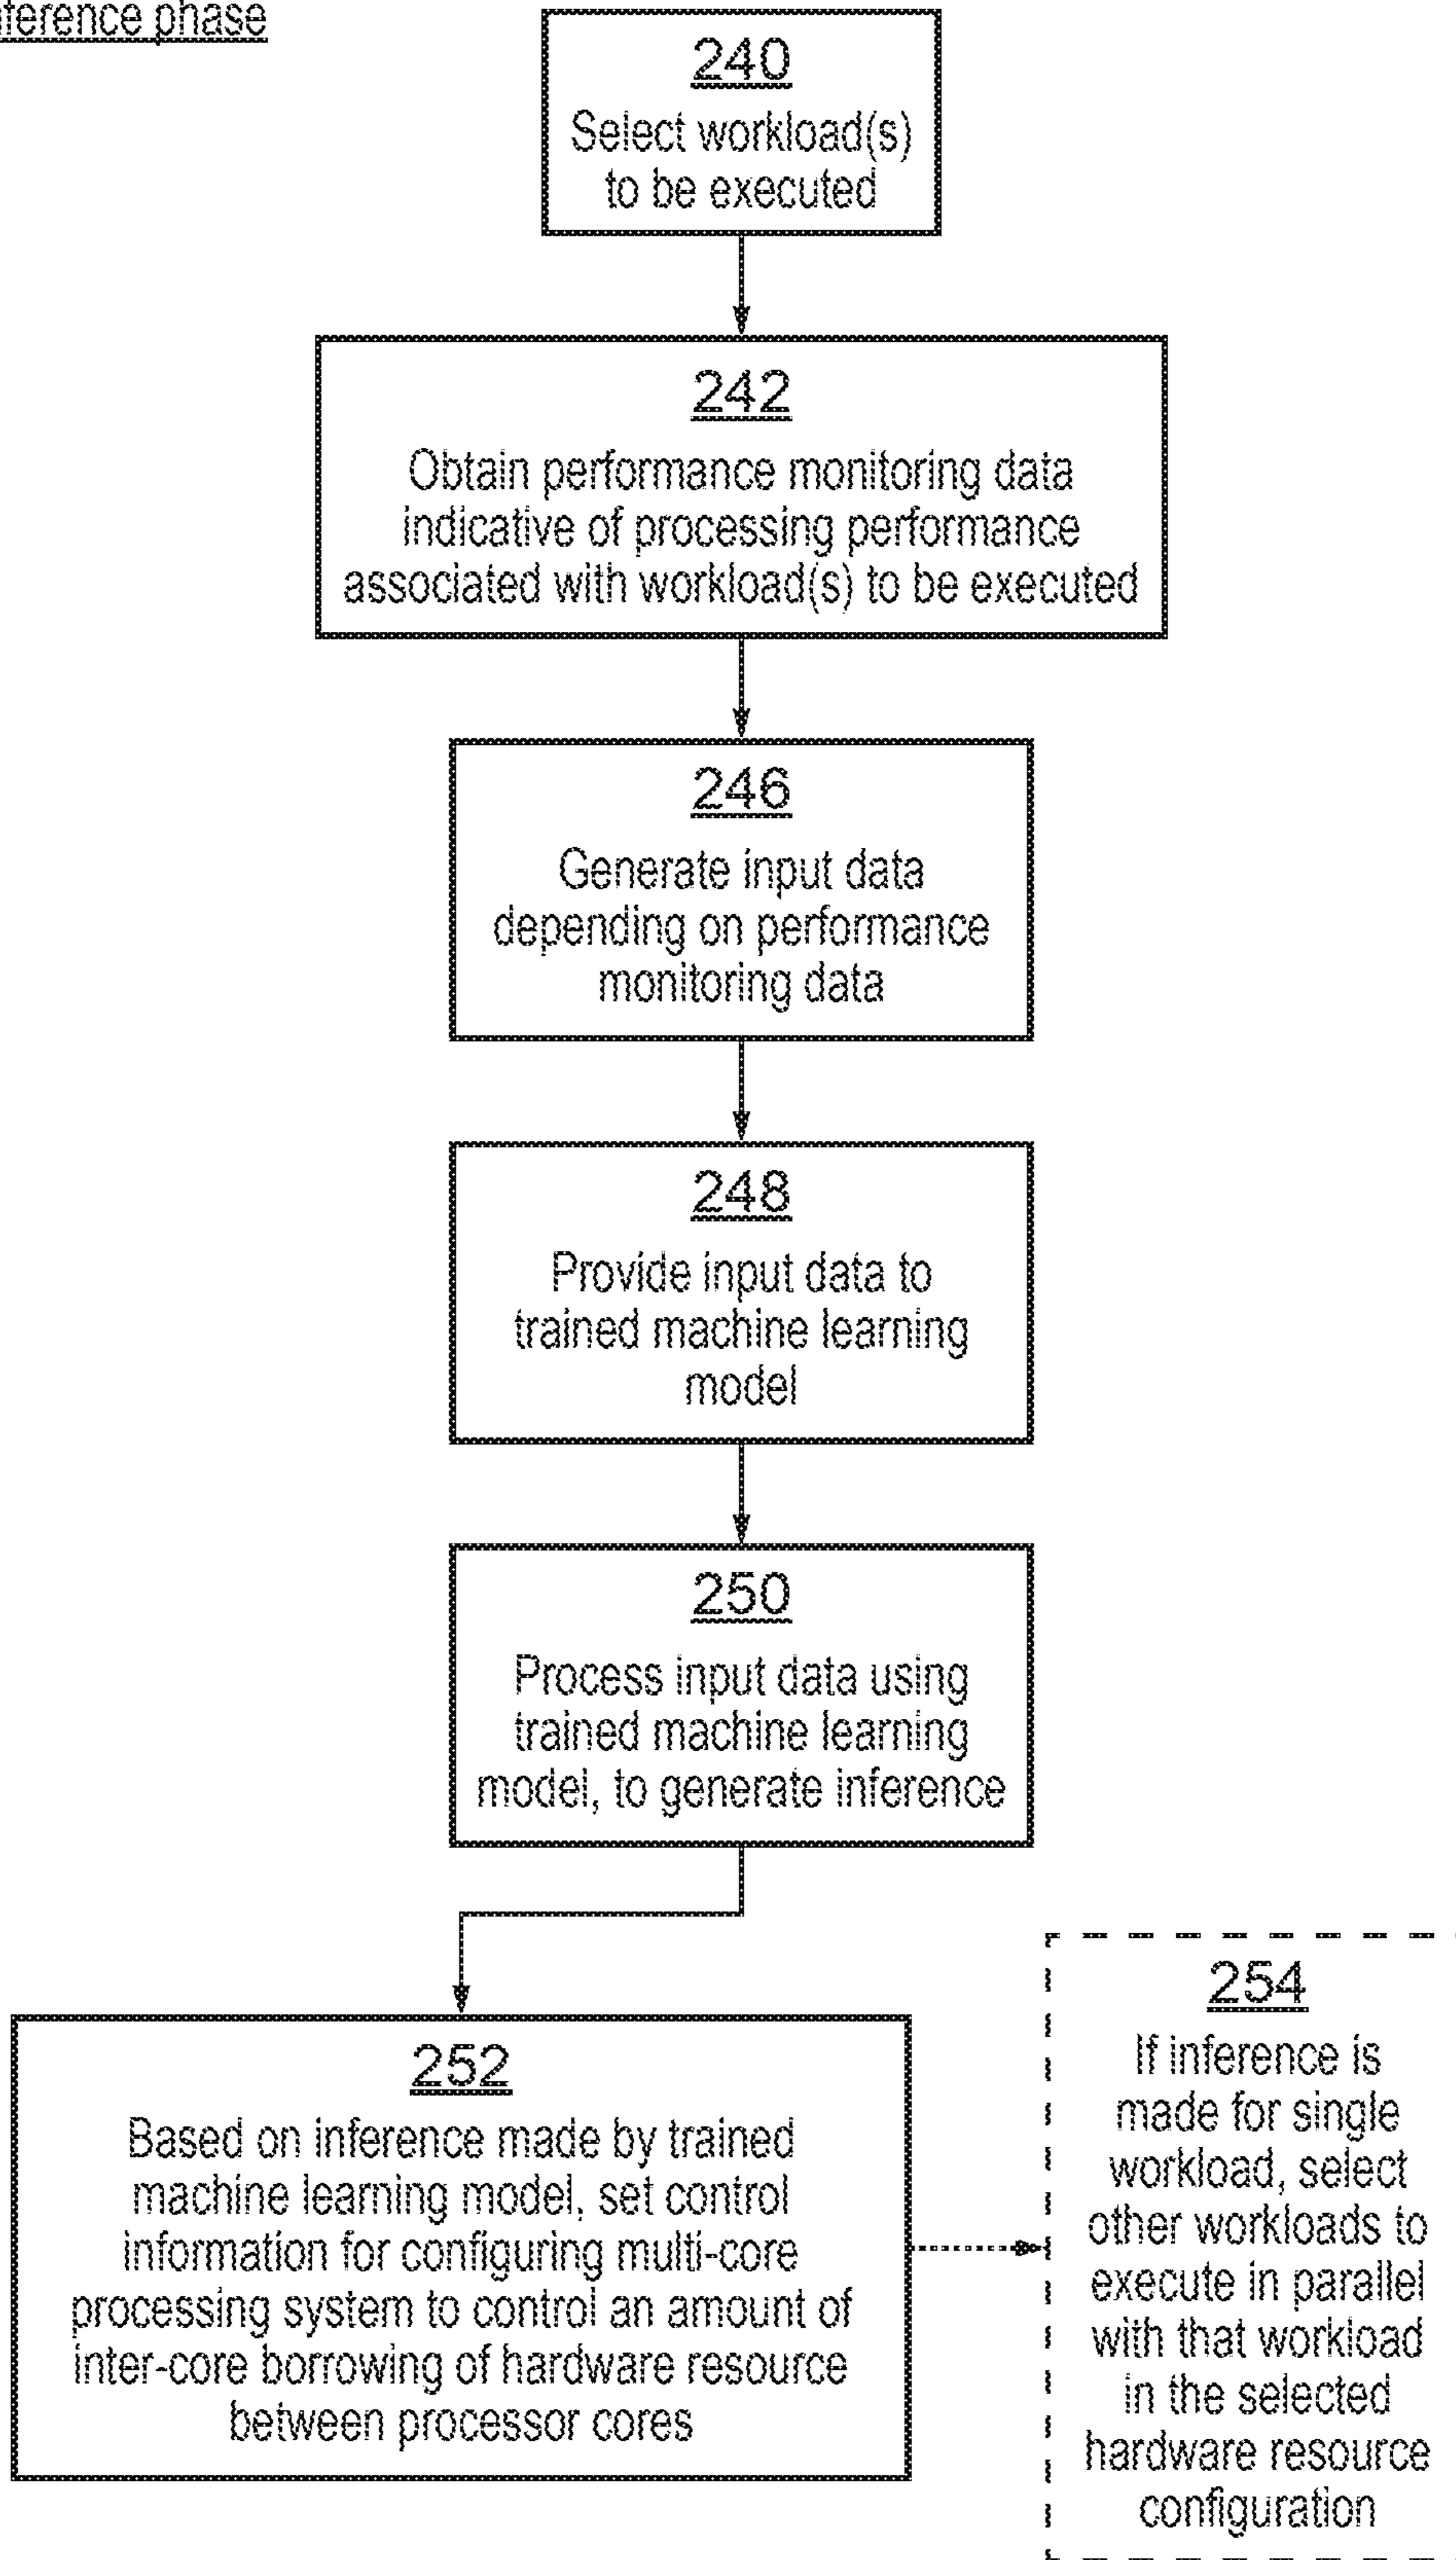 ference phase
240
Select workload(s)
to be executed
242
Obtain performance monitoring data
indicative of processing performance
associated with workload(s) to be executed
246
Generate input data
depending on performance
monitoring data
248
Provide input data to
trained machine learning
model
250
Process input data using
trained machine learning
model, to generate inference
252
Based on inference made by trained
machine learning model, set control
information for configuring multi-core
processing system to control an amount of
inter-core borrowing of hardware resource
between processor cores
254
If inference is
made for single
workload, select
other workloads to
execute in parallel
with that workload
in the selected
hardware resource
configuration